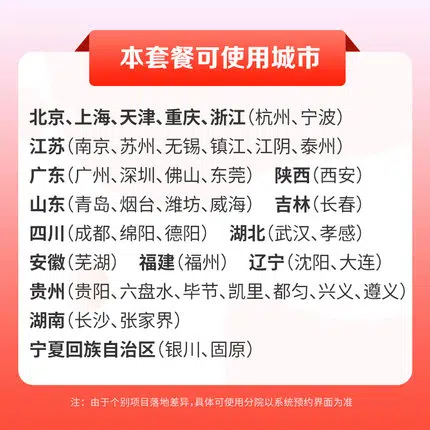 本套餐可使用城市
北京、上海、天津、重庆、浙江(杭州、宁波)
江苏(南京、苏州、无锡、镇江、江阴、泰州)
广东(广州、深圳、佛山、东莞) 陕西(西安)
山东(青岛、烟台、潍坊、威海) 吉林(长春)
四川(成都、绵阳、德阳) 湖北(武汉、孝感)
安徽(芜湖) 福建(福州) 辽宁(沈阳、大连)
贵州(贵阳、六盘水、毕节、凯里、都匀、兴义、遵义)
湖南(长沙、张家界)
宁夏回族自治区(银川、固原)
注：由于个别项目落地差异,具体可使用分院以系统预约界面为准